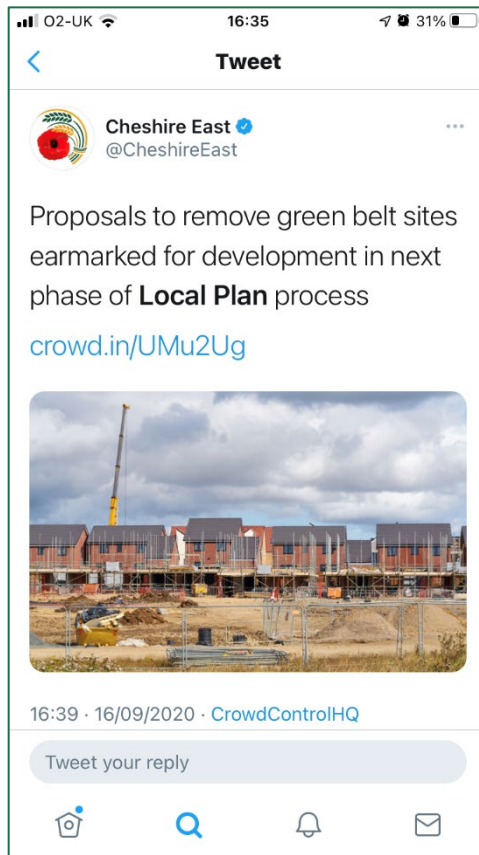 O2-UK 16:35 31%
Tweet
Cheshire East
@CheshireEast
Proposals to remove green belt sites
earmarked for development in next
phase of Local Plan process
crowd.in/UMu2Ug
16:39 · 16/09/2020 · CrowdControlHQ
Tweet your reply